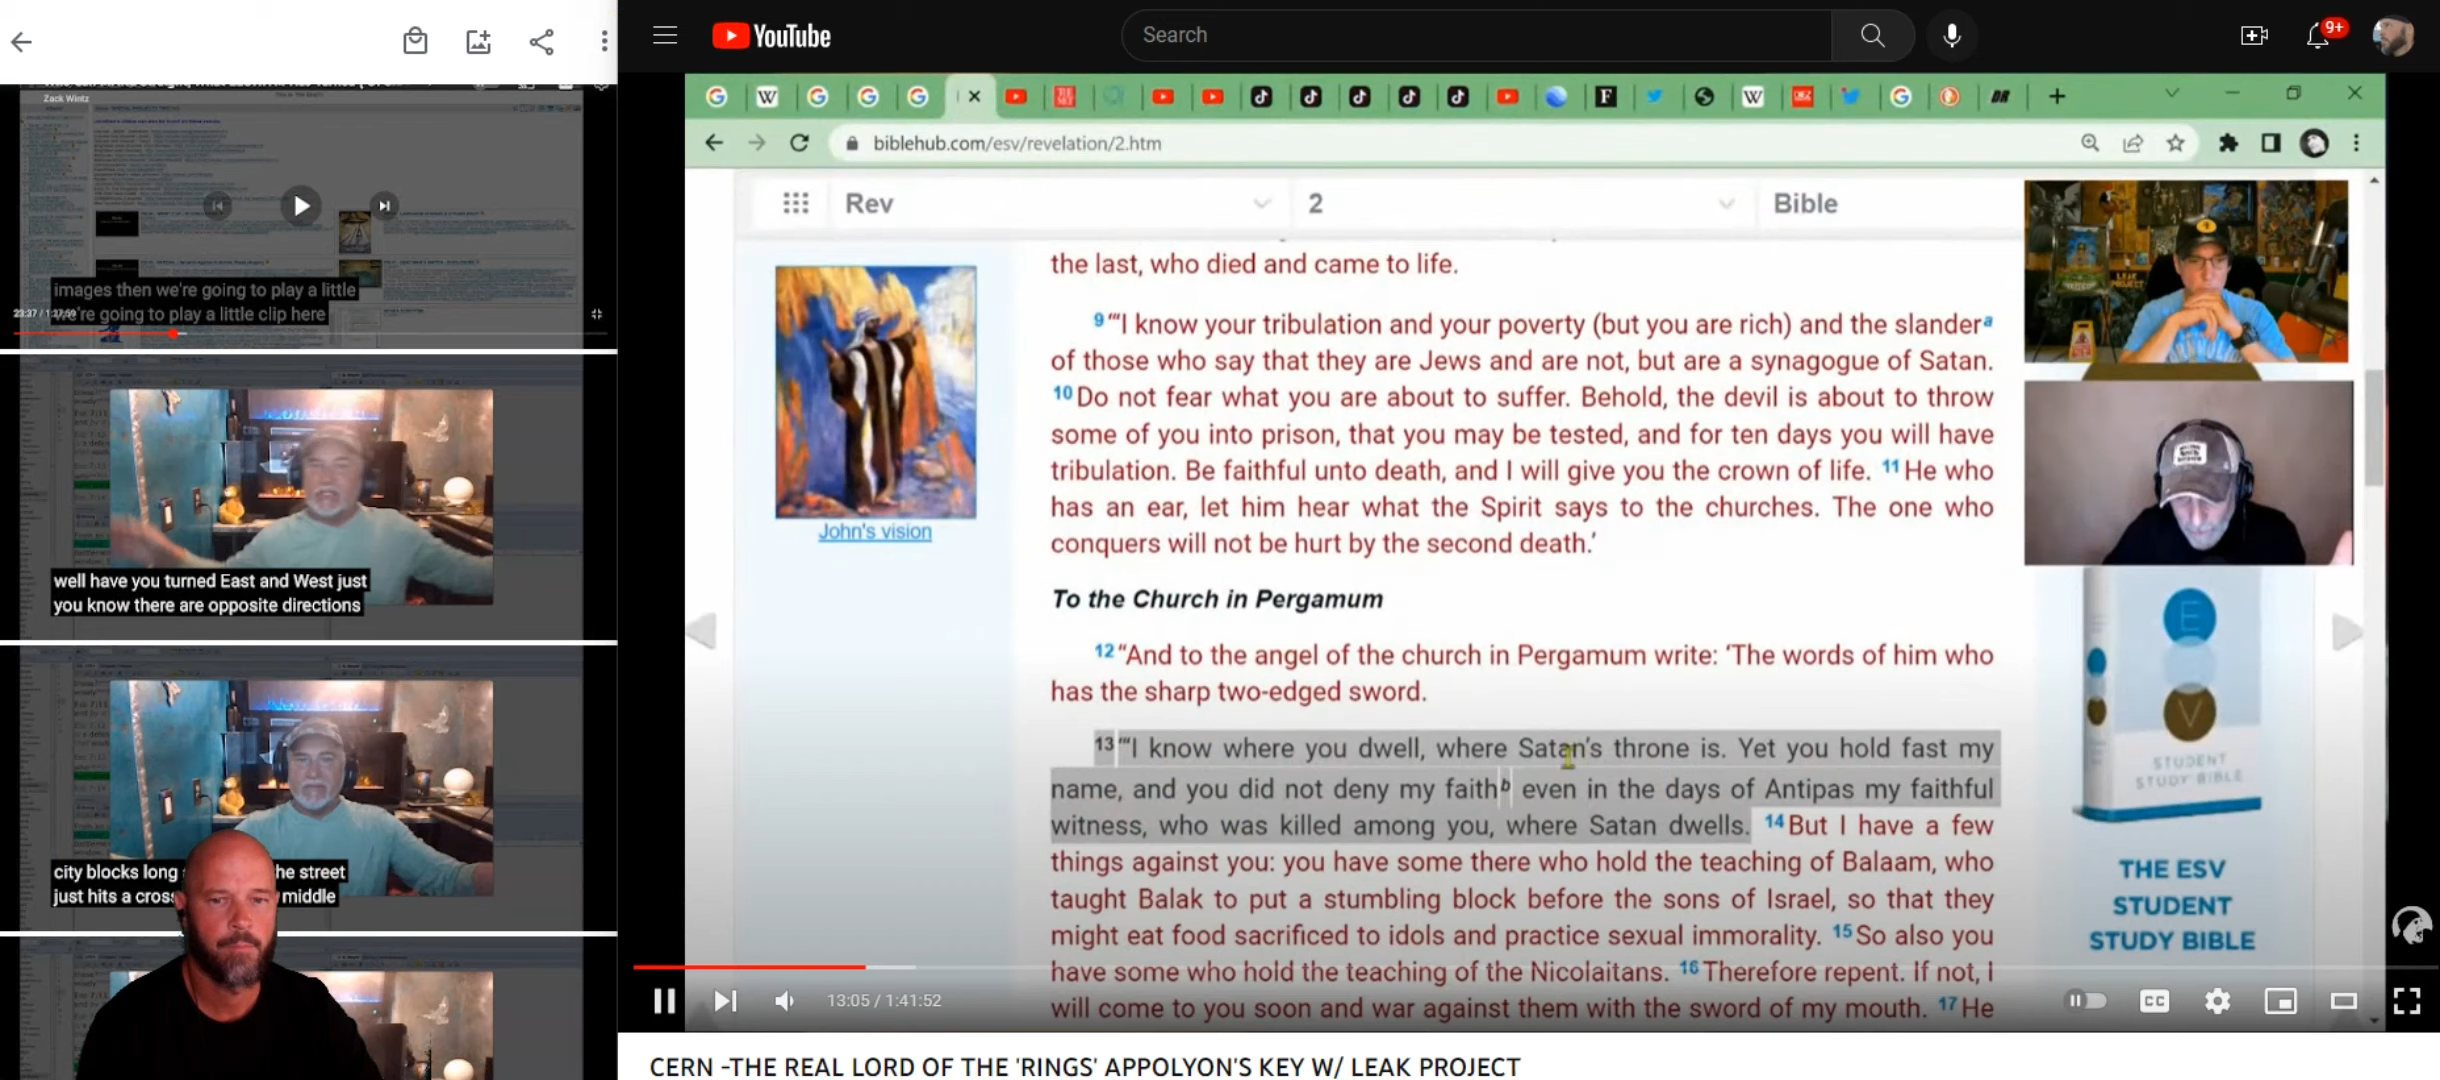 Zack Wintz
images then we're going to play a little
we're going to play a little clip here
well have you turned East and West just
you know there are opposite directions
city blocks long
he street
just hits a cros
middle
YouTube
Search
9+
biblehub.com/esv/revelation/2.htm
Rev
2
Bible
the last, who died and came to life.
9 “‘I know your tribulation and your poverty (but you are rich) and the slander a
of those who say that they are Jews and are not, but are a synagogue of Satan.
10 Do not fear what you are about to suffer. Behold, the devil is about to throw
some of you into prison, that you may be tested, and for ten days you will have
tribulation. Be faithful unto death, and I will give you the crown of life. 11 He who
has an ear, let him hear what the Spirit says to the churches. The one who
conquers will not be hurt by the second death.’
John's vision
To the Church in Pergamum
12 “And to the angel of the church in Pergamum write: ‘The words of him who
has the sharp two-edged sword.
13 “‘I know where you dwell, where Satan’s throne is. Yet you hold fast my
name, and you did not deny my faith b even in the days of Antipas my faithful
witness, who was killed among you, where Satan dwells. 14 But I have a few
things against you: you have some there who hold the teaching of Balaam, who
taught Balak to put a stumbling block before the sons of Israel, so that they
might eat food sacrificed to idols and practice sexual immorality. 15 So also you
have some who hold the teaching of the Nicolaitans. 16 Therefore repent. If not, I
will come to you soon and war against them with the sword of my mouth. 17 He
E
V
STUDENT
STUDY BIBLE
THE ESV
STUDENT
STUDY BIBLE
13:05 / 1:41:52
CC
CERN -THE REAL LORD OF THE 'RINGS' APPOLYON'S KEY W/ LEAK PROJECT